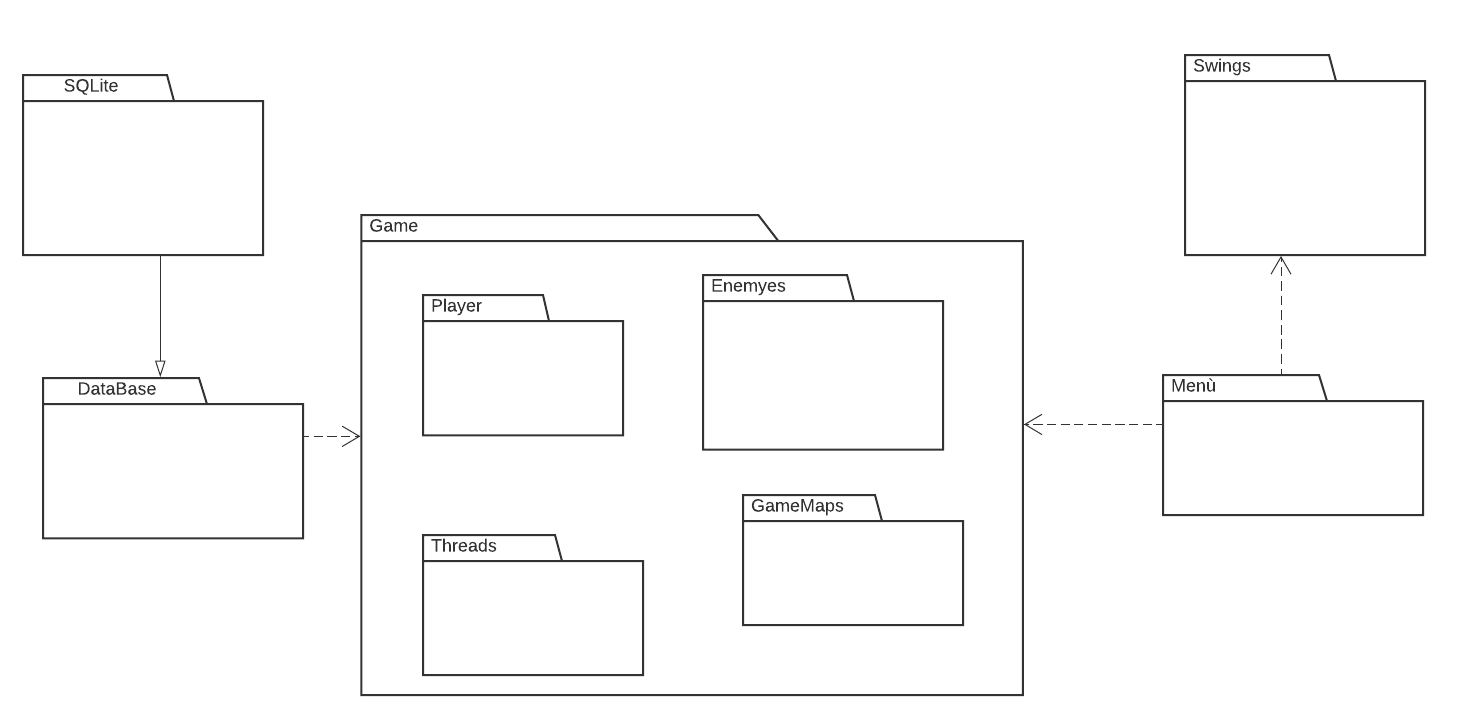 Swings
SQLite
Game
Enemyes
Player
Menù
DataBase
GameMaps
Threads